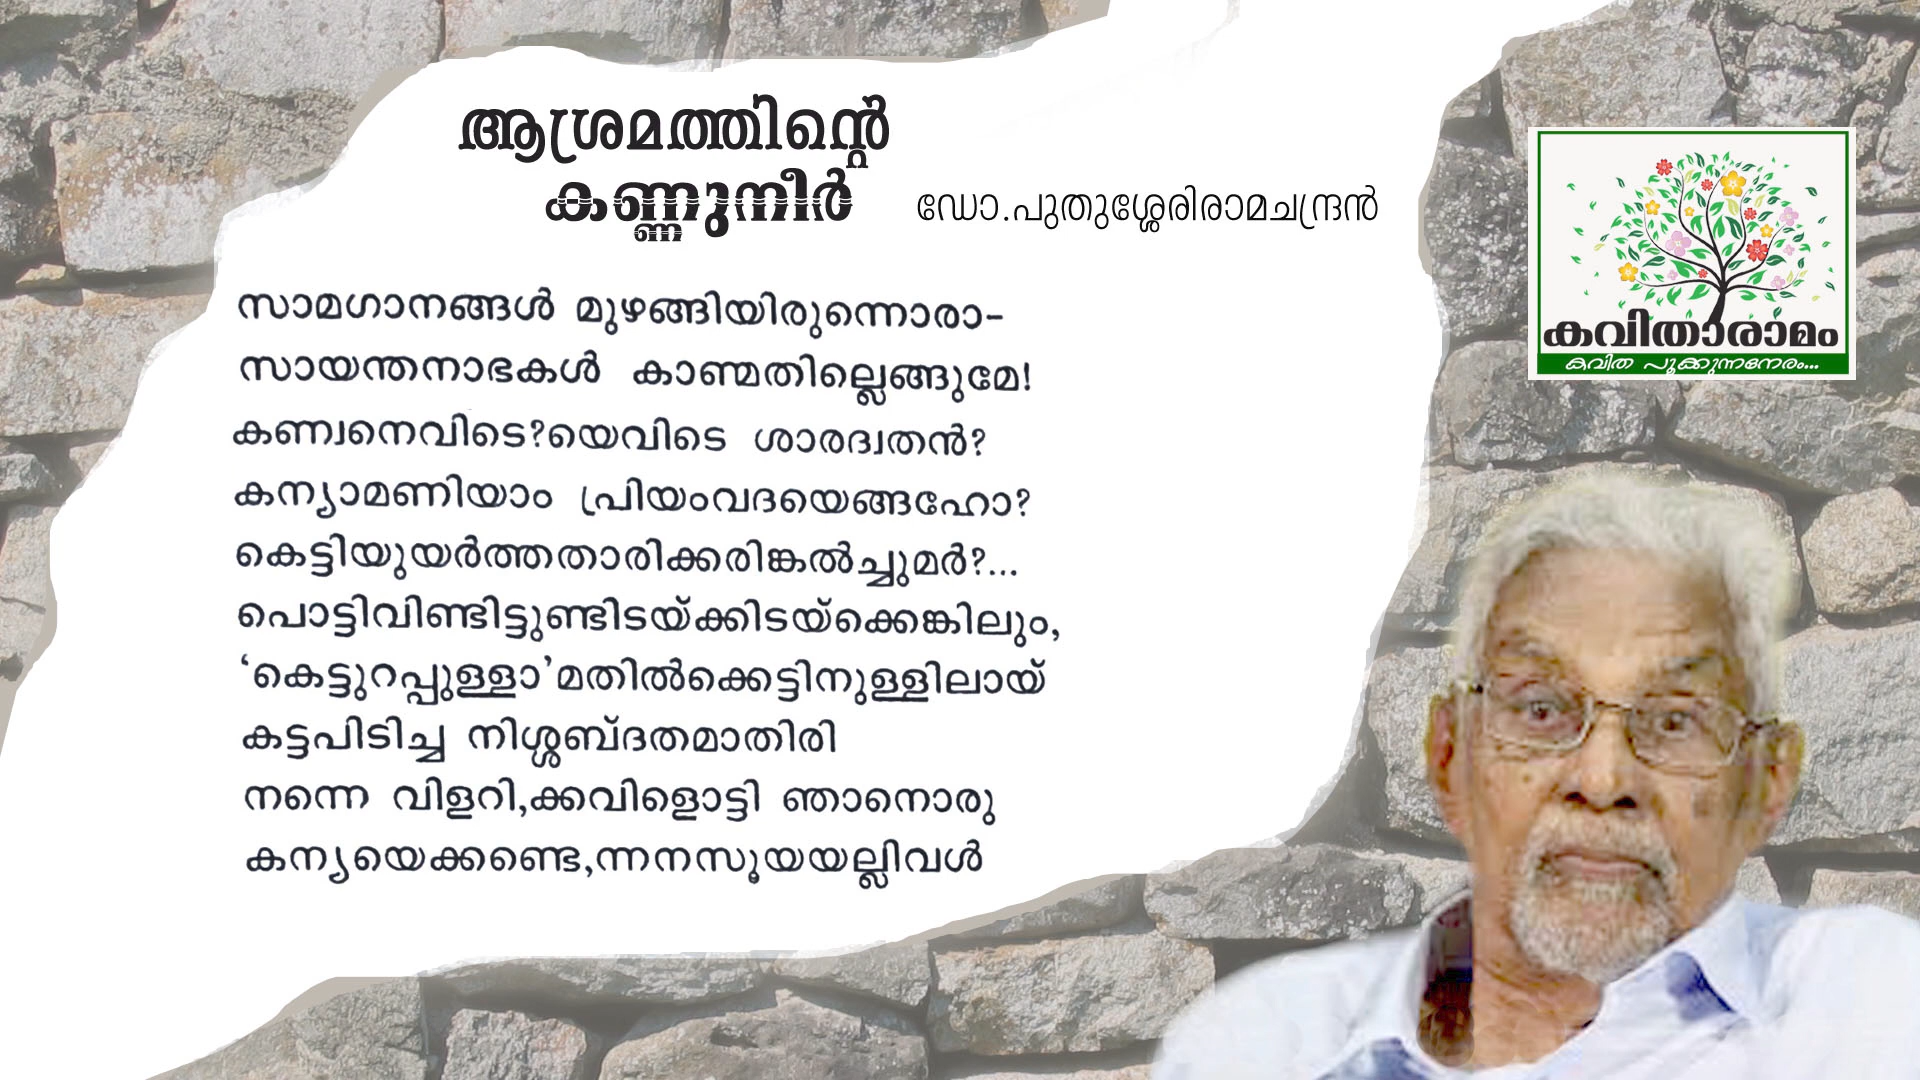 ആശ്രമത്തിന്റെ
കണ്ണുനീർ
ഡോ.പുതുശ്ശേരിരാമചന്ദ്രൻ
സാമഗാനങ്ങൾ മുഴങ്ങിയിരുന്നൊരാ-
സായന്തനാഭകൾ കാണ്മതില്ലെങ്ങുമേ!
കണ്വനെവിടെ?യെവിടെ ശാരദ്വതൻ?
കന്യാമണിയാം പ്രിയംവദയെങ്ങഹോ?
കെട്ടിയുയർത്തതാരിക്കരിങ്കൽച്ചുമർ?...
പൊട്ടിവിണ്ടിട്ടുണ്ടിടയ്ക്കിടയ്ക്കെങ്കിലും,
‘കെട്ടുറപ്പുള്ളാ’മതിൽക്കെട്ടിനുള്ളിലായ്
കട്ടപിടിച്ച നിശ്ശബ്ദതമാതിരി
നന്നെ വിളറി,ക്കവിളൊട്ടി ഞാനൊരു
കന്യയെക്കണ്ടെ,ന്നനസൂയയല്ലിവൾ
കവിതാരാമം
കവിത പൂക്കുന്നനേരം...